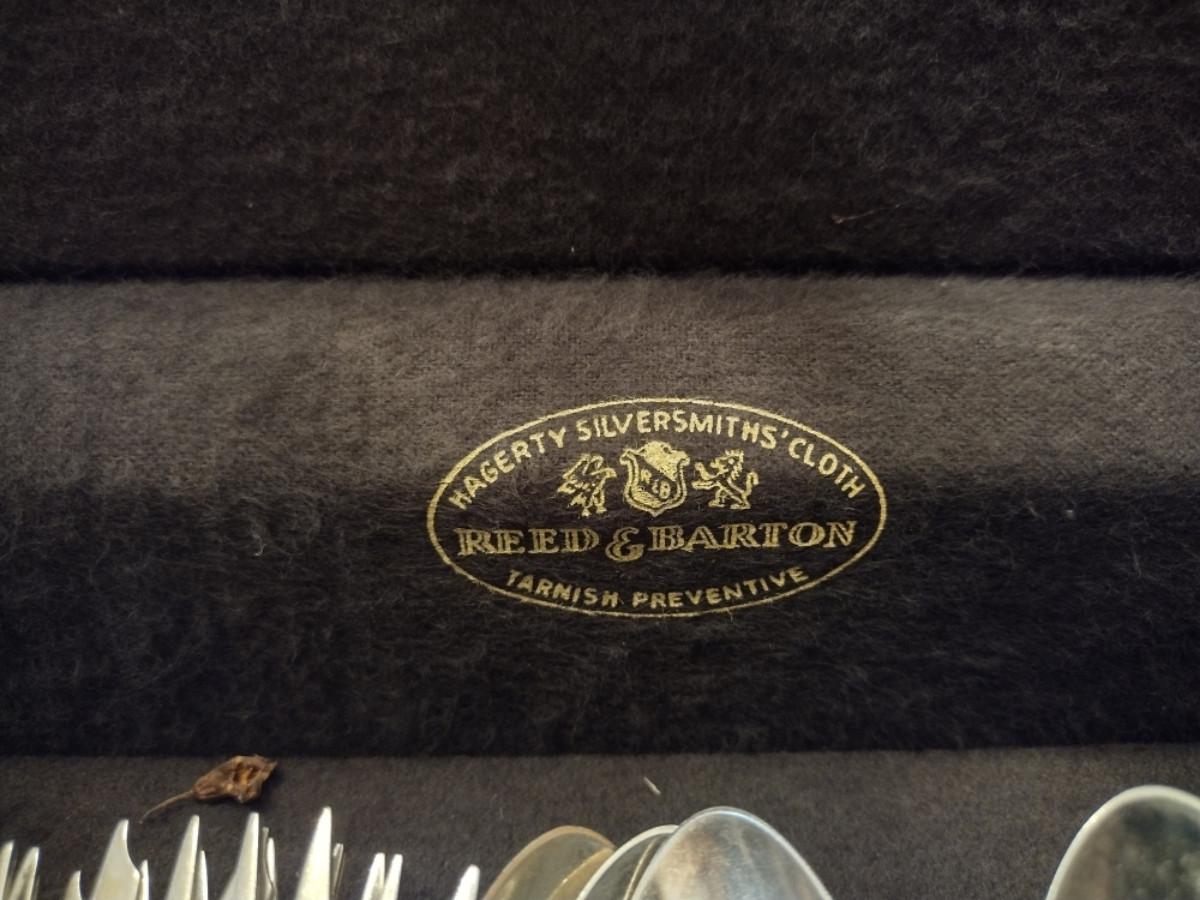 HAGERTY SILVERSMITHS' CLOTH
R&B
REED & BARTON
TARNISH PREVENTIVE